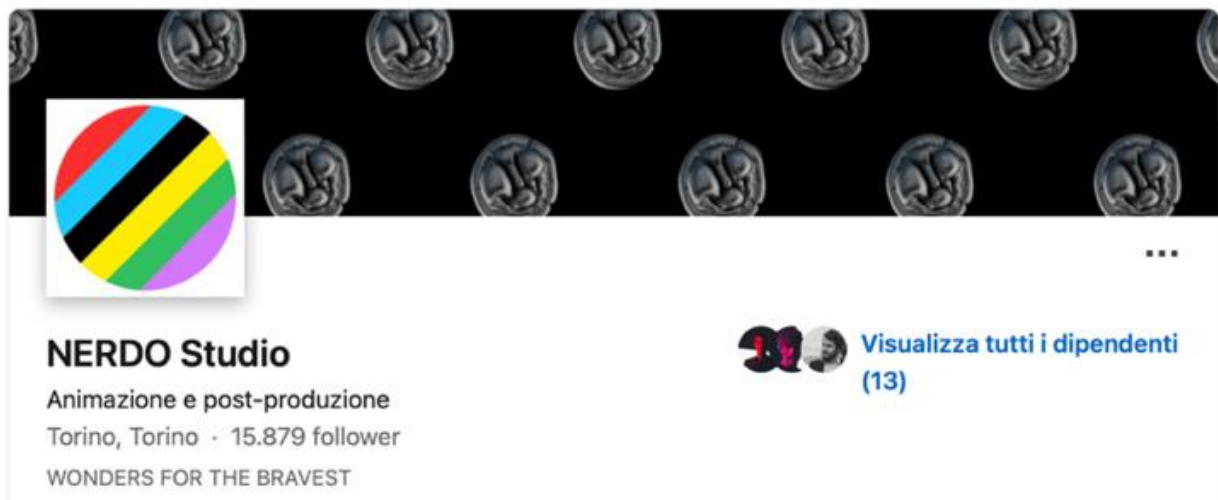 NERDO Studio
Visualizza tutti i dipendenti
(13)
Animazione e post-produzione
Torino, Torino · 15.879 follower
WONDERS FOR THE BRAVEST